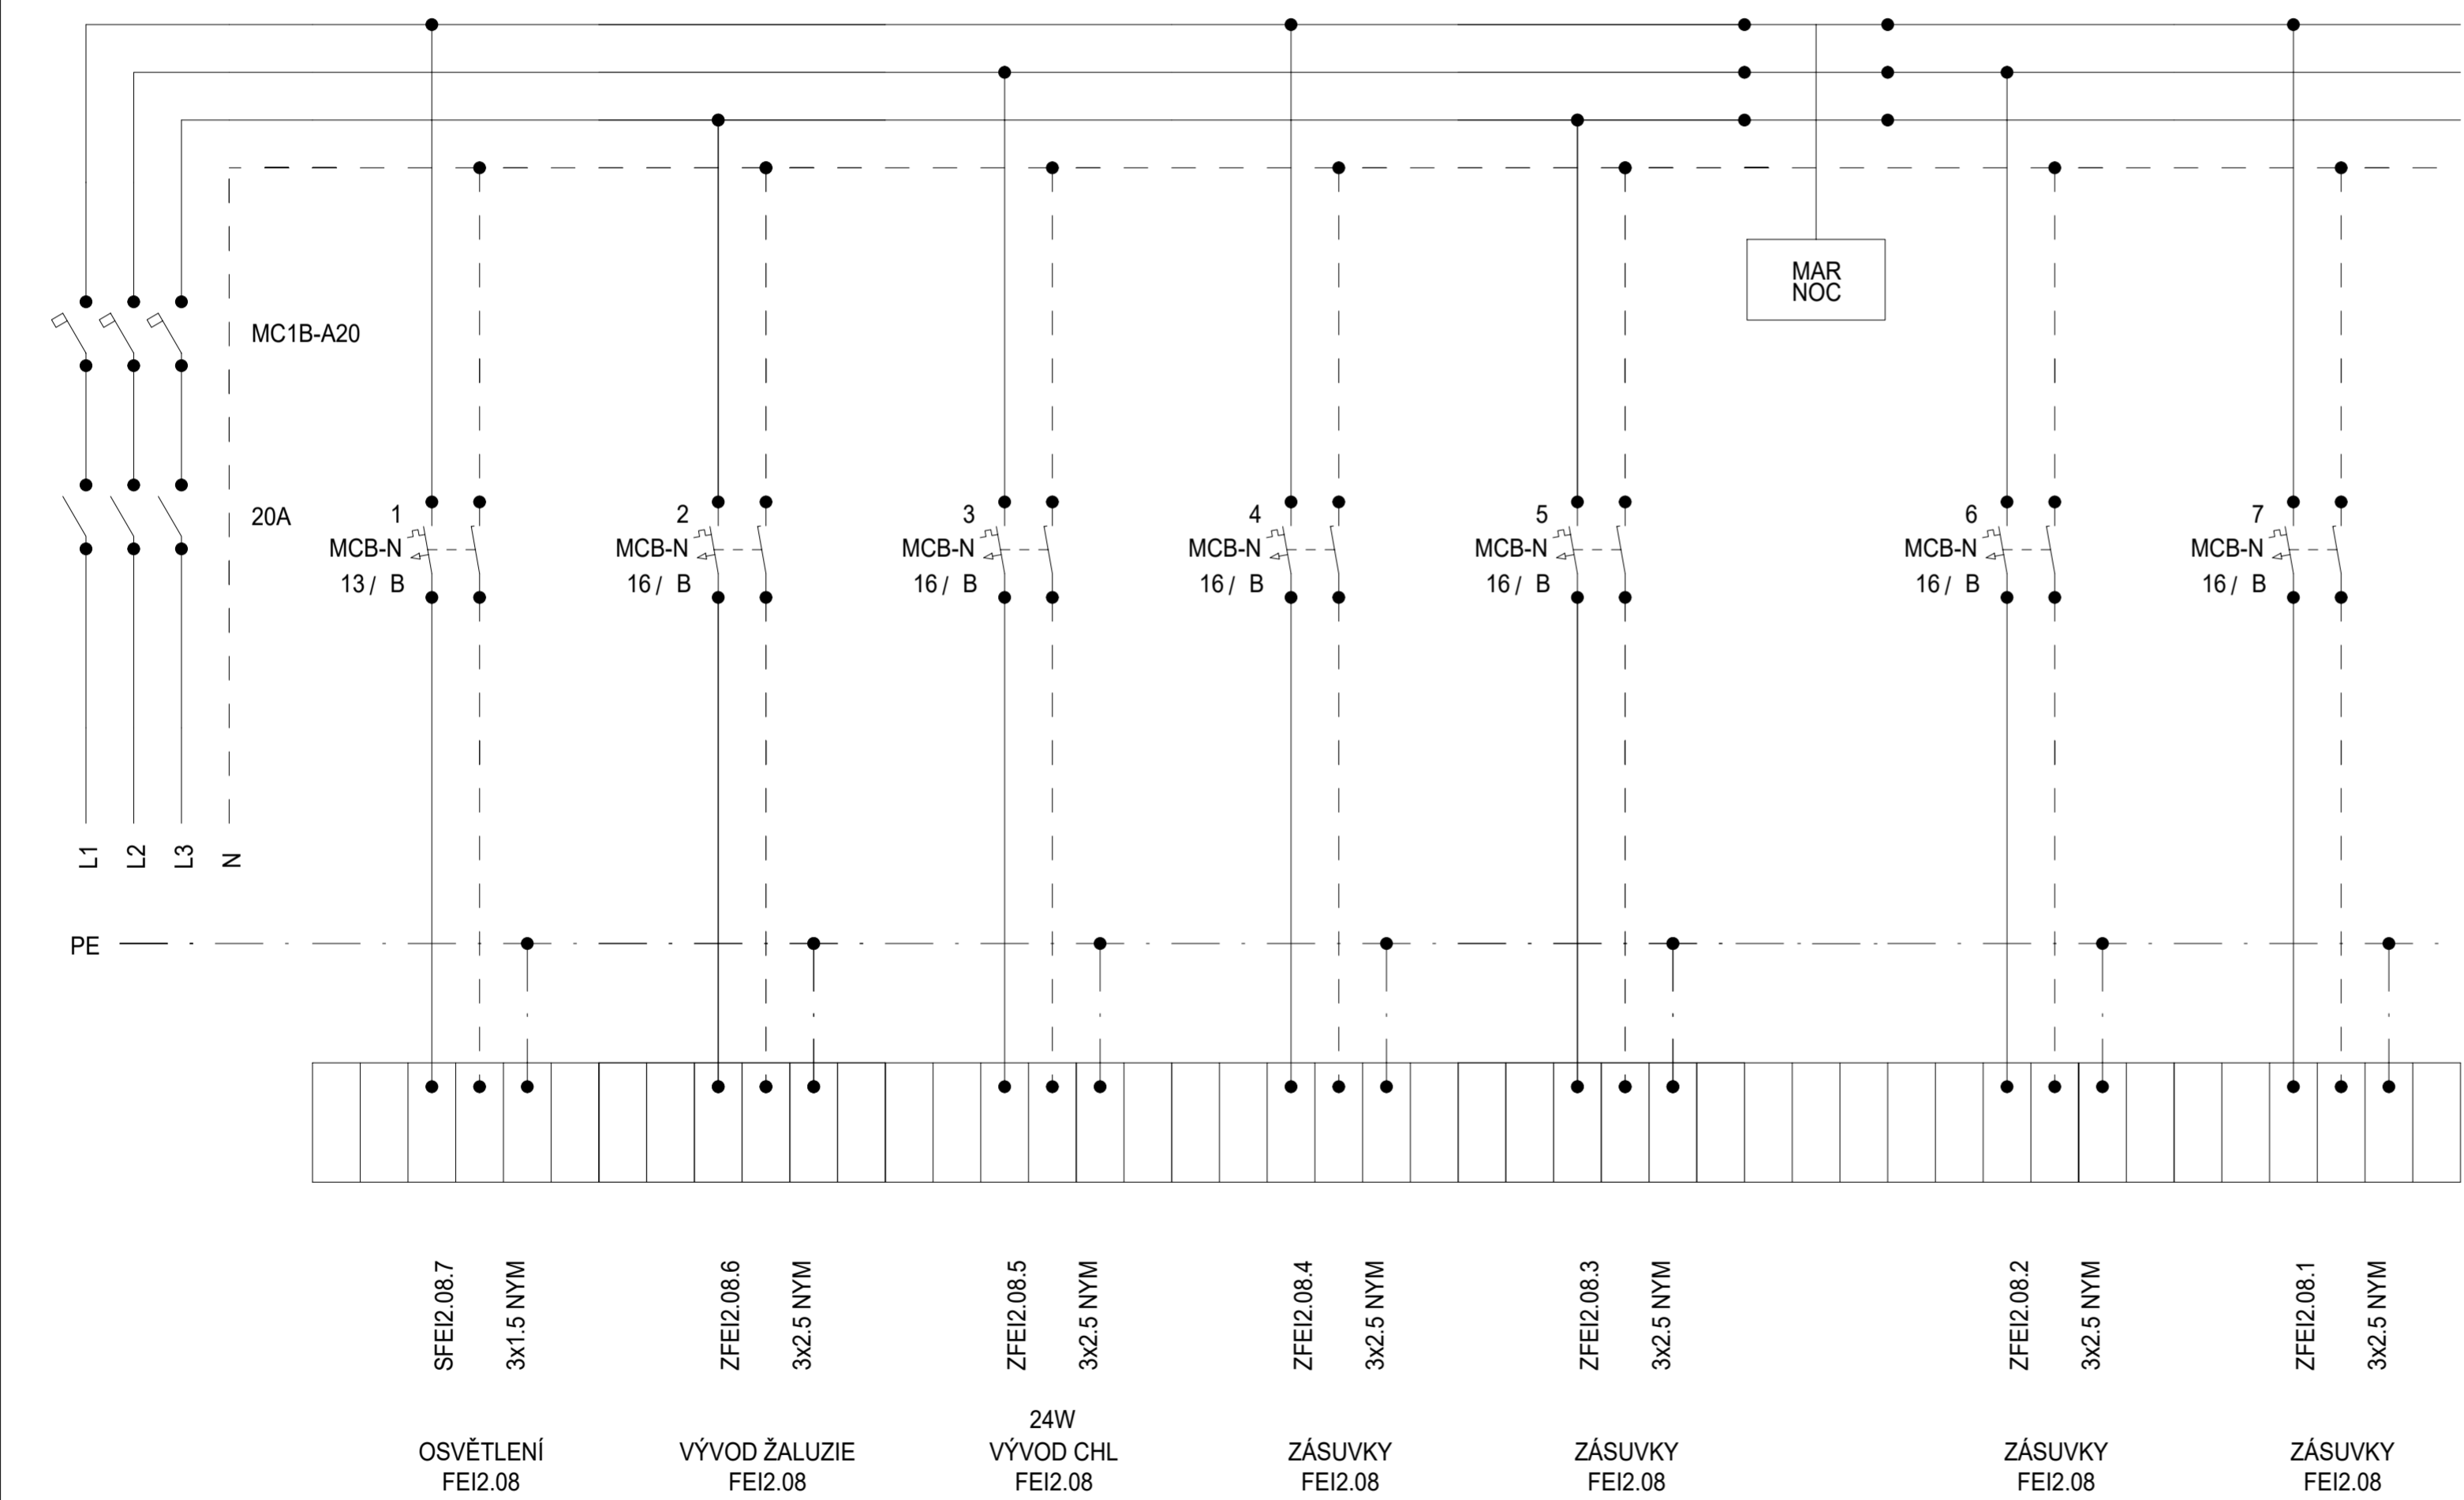 MAR
NOC
MC1B-A20
20A
1
MCB-N
13 / B
2
MCB-N
16 / B
3
MCB-N
16 / B
4
MCB-N
16 / B
5
MCB-N
16 / B
6
MCB-N
16 / B
7
MCB-N
16 / B
L1
L2
L3
N
PE
SFEI2.08.7
3x1.5 NYM
ZFEI2.08.6
3x2.5 NYM
ZFEI2.08.5
3x2.5 NYM
ZFEI2.08.4
3x2.5 NYM
ZFEI2.08.3
3x2.5 NYM
ZFEI2.08.2
3x2.5 NYM
ZFEI2.08.1
3x2.5 NYM
OSVĚTLENÍ
FEI2.08
VÝVOD ŽALUZIE
FEI2.08
24W
VÝVOD CHL
FEI2.08
ZÁSUVKY
FEI2.08
ZÁSUVKY
FEI2.08
ZÁSUVKY
FEI2.08
ZÁSUVKY
FEI2.08